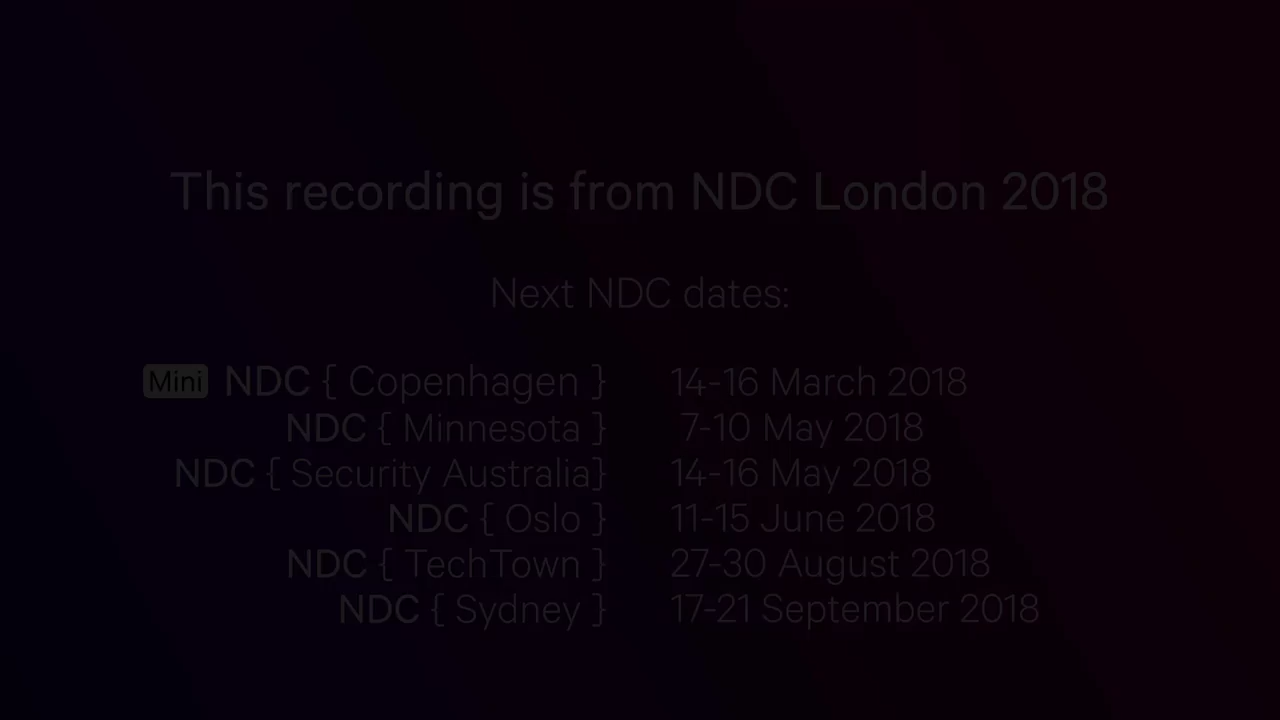 This recording is from NDC London 2018
Next NDC dates:
Mini NDC { Copenhagen } 14-16 March 2018
NDC { Minnesota } 7-10 May 2018
NDC { Security Australia} 14-16 May 2018
NDC { Oslo } 11-15 June 2018
NDC { TechTown } 27-30 August 2018
NDC { Sydney } 17-21 September 2018